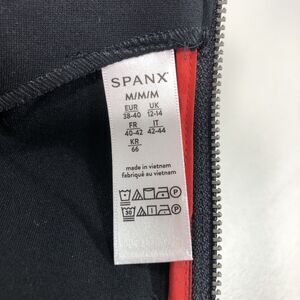 SPANX
M/M/M
EUR UK
38-40 12-14
FR IT
40-42 42-44
KR
66
made in vietnam
fabriqué au vietnam